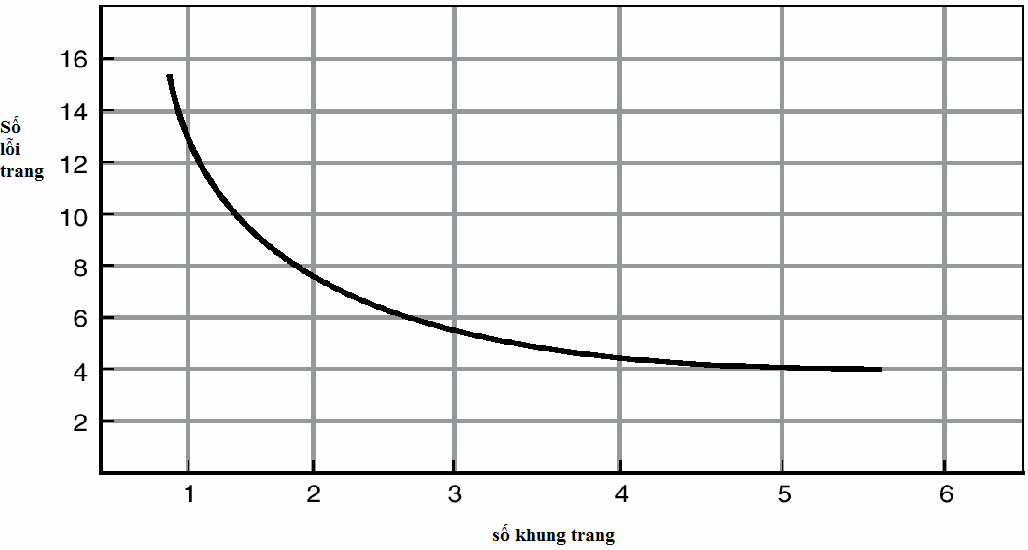 16
14
Số
lỗi
trang
12
10
8
6
4
2
1 2 3 4 5 6
số khung trang